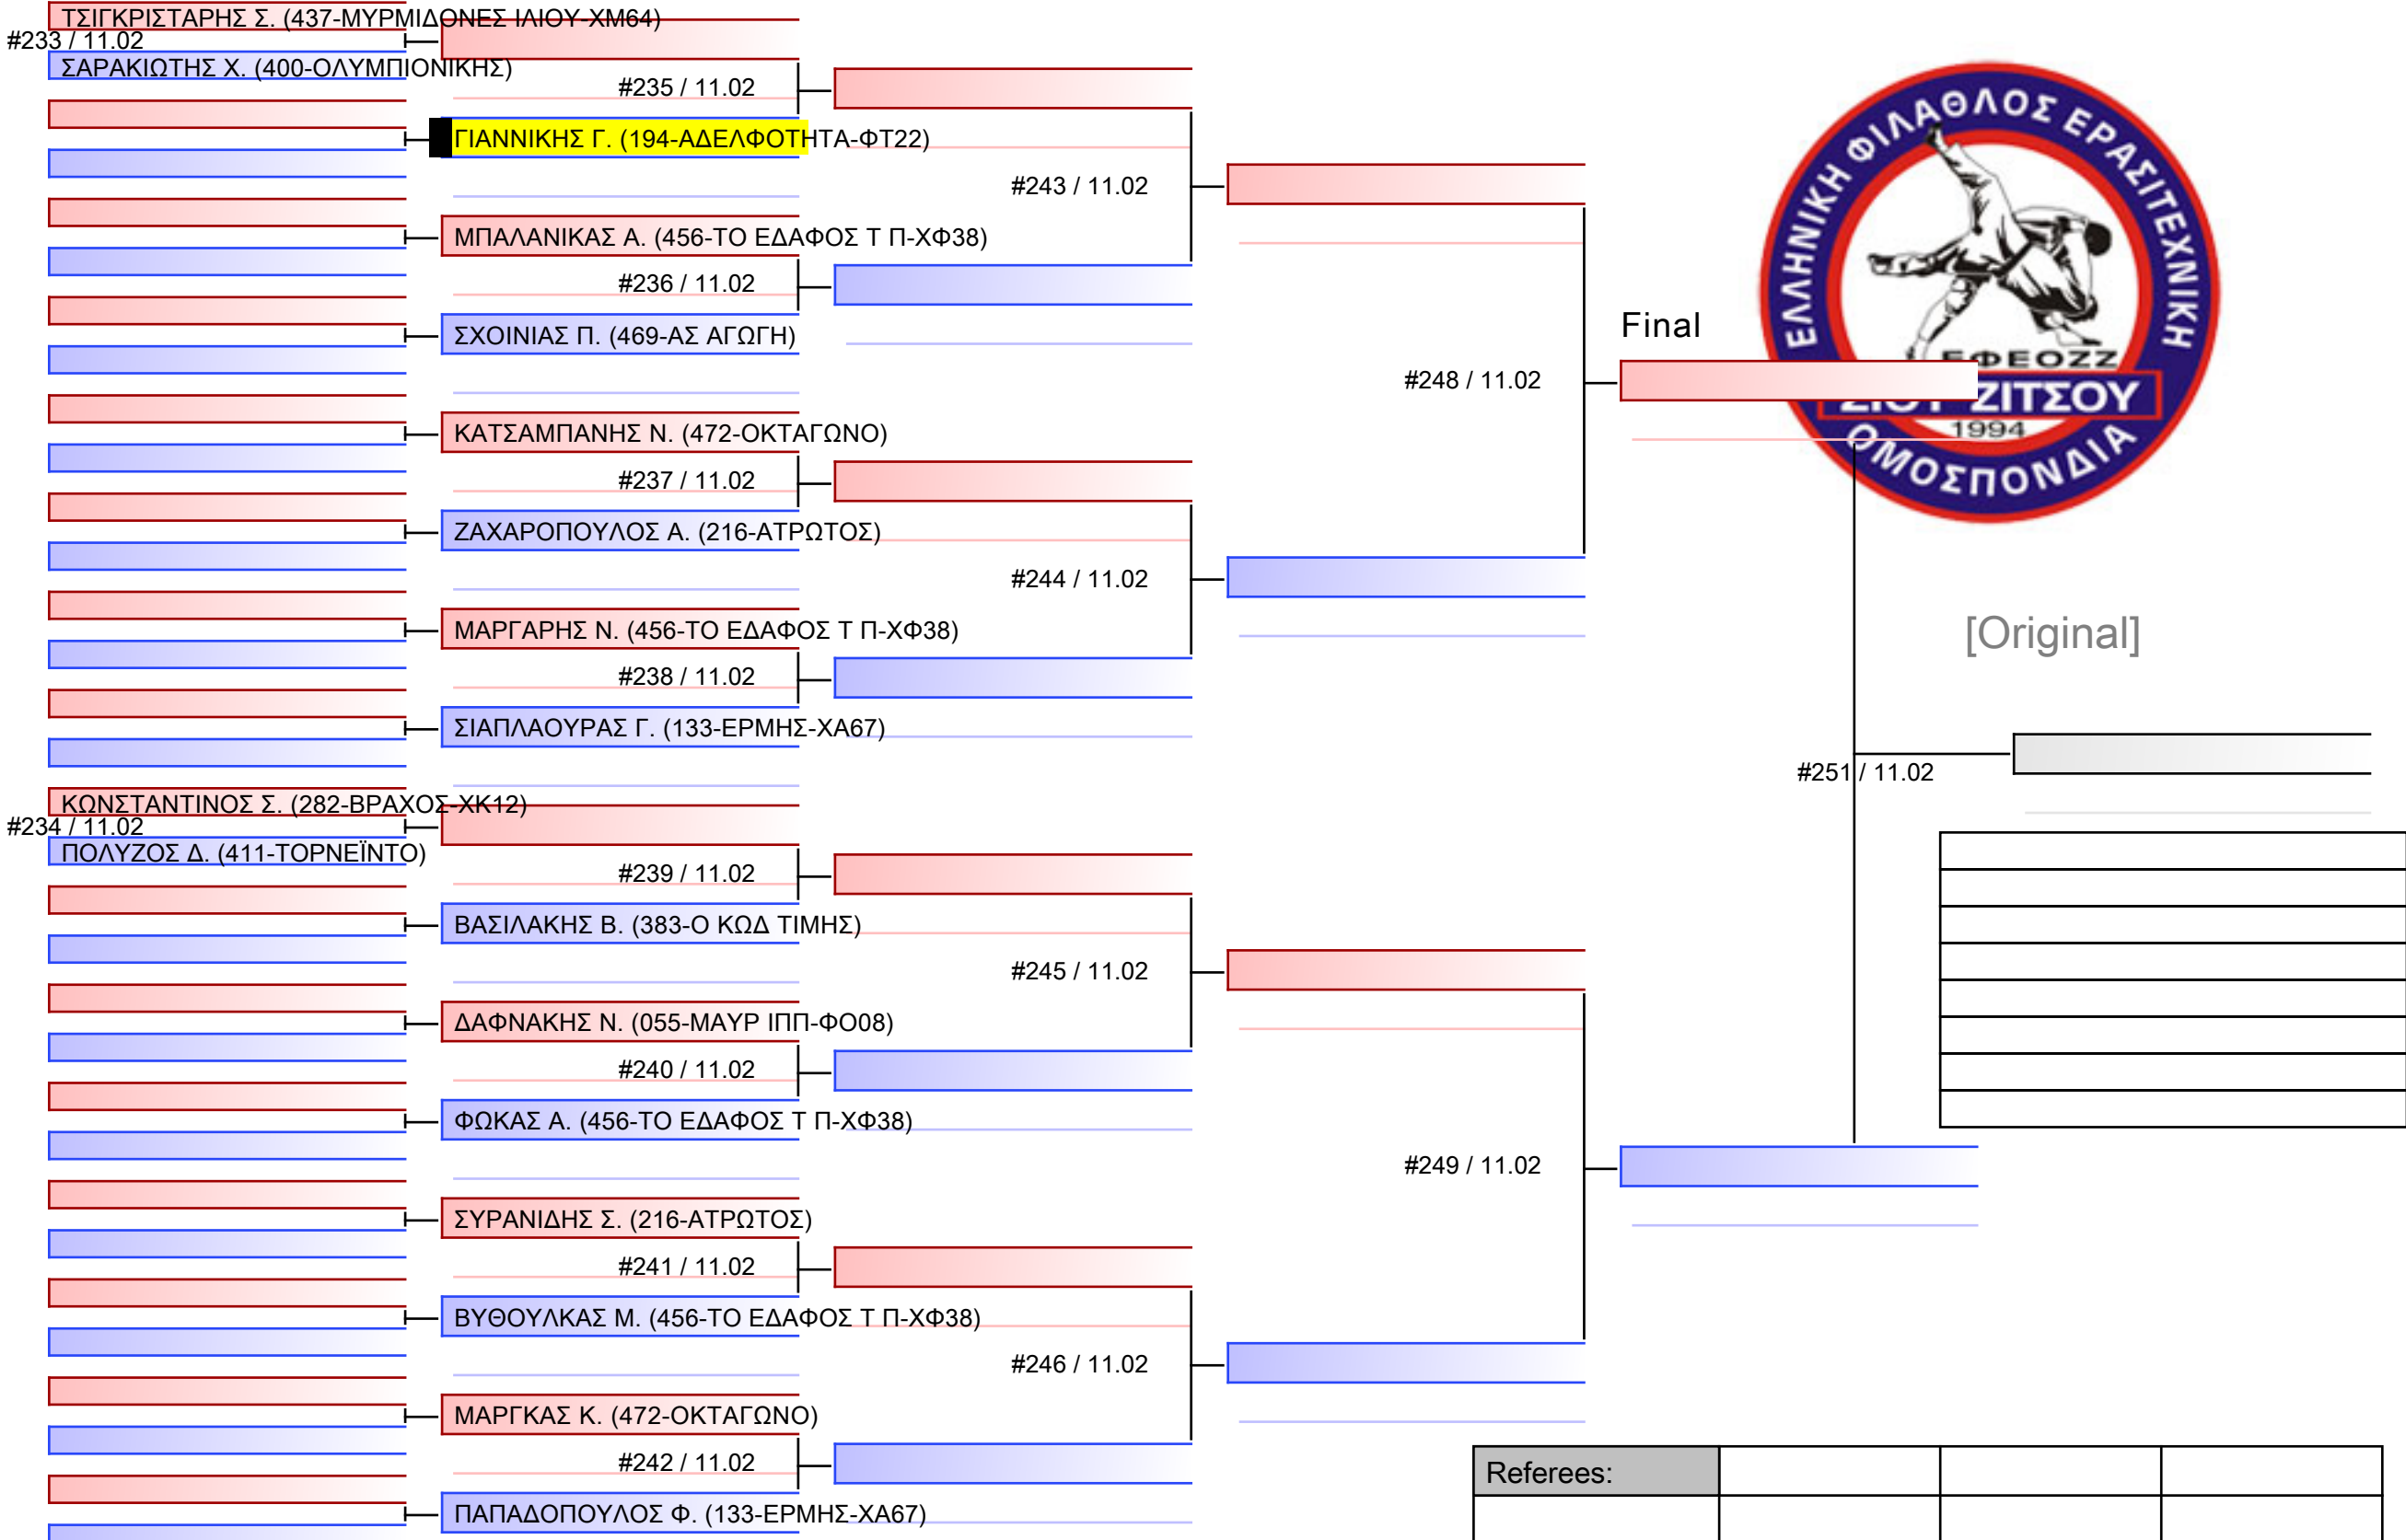 ΤΣΙΓΚΡΙΣΤΑΡΗΣ Σ. (437-ΜΥΡΜΙΔΟΝΕΣ ΙΛΙΟΥ-ΧΜ64)
#233 / 11.02
ΣΑΡΑΚΙΩΤΗΣ Χ. (400-ΟΛΥΜΠΙΟΝΙΚΗΣ)
#235 / 11.02
ΓΙΑΝΝΙΚΗΣ Γ. (194-ΑΔΕΛΦΟΤΗΤΑ-ΦΤ22)
#243 / 11.02
ΜΠΑΛΑΝΙΚΑΣ Α. (456-ΤΟ ΕΔΑΦΟΣ Τ Π-ΧΦ38)
#236 / 11.02
ΣΧΟΙΝΙΑΣ Π. (469-ΑΣ ΑΓΩΓΗ)
#248 / 11.02
Final
ΕΛΛΗΝΙΚΗ ΦΙΛΑΘΛΟΣ ΕΡΑΣΙΤΕΧΝΙΚΗ
ΕΦΕΟΖΖ
ΖΙΤΣΟΥ
1994
ΟΜΟΣΠΟΝΔΙΑ
ΚΑΤΣΑΜΠΑΝΗΣ Ν. (472-ΟΚΤΑΓΩΝΟ)
#237 / 11.02
ΖΑΧΑΡΟΠΟΥΛΟΣ Α. (216-ΑΤΡΩΤΟΣ)
#244 / 11.02
ΜΑΡΓΑΡΗΣ Ν. (456-ΤΟ ΕΔΑΦΟΣ Τ Π-ΧΦ38)
[Original]
#238 / 11.02
ΣΙΑΠΛΑΟΥΡΑΣ Γ. (133-ΕΡΜΗΣ-ΧΑ67)
#251 / 11.02
ΚΩΝΣΤΑΝΤΙΝΟΣ Σ. (282-ΒΡΑΧΟΣ-ΧΚ12)
#234 / 11.02
ΠΟΛΥΖΟΣ Δ. (411-ΤΟΡΝΕΪΝΤΟ)
#239 / 11.02
ΒΑΣΙΛΑΚΗΣ Β. (383-Ο ΚΩΔ ΤΙΜΗΣ)
#245 / 11.02
ΔΑΦΝΑΚΗΣ Ν. (055-ΜΑΥΡ ΙΠΠ-ΦΟ08)
#240 / 11.02
ΦΩΚΑΣ Α. (456-ΤΟ ΕΔΑΦΟΣ Τ Π-ΧΦ38)
#249 / 11.02
ΣΥΡΑΝΙΔΗΣ Σ. (216-ΑΤΡΩΤΟΣ)
#241 / 11.02
ΒΥΘΟΥΛΚΑΣ Μ. (456-ΤΟ ΕΔΑΦΟΣ Τ Π-ΧΦ38)
#246 / 11.02
ΜΑΡΓΚΑΣ Κ. (472-ΟΚΤΑΓΩΝΟ)
#242 / 11.02
Referees:
ΠΑΠΑΔΟΠΟΥΛΟΣ Φ. (133-ΕΡΜΗΣ-ΧΑ67)